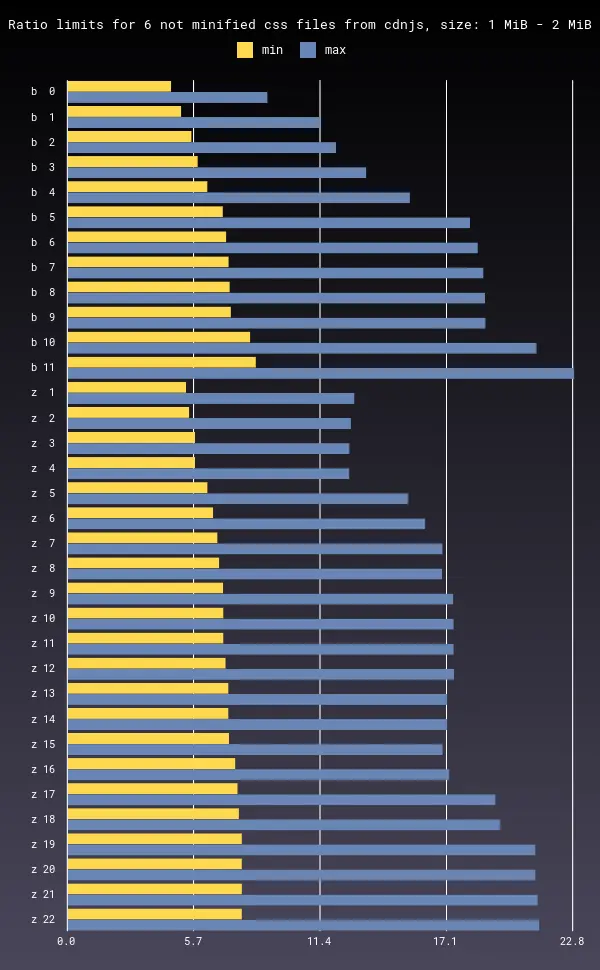 Ratio limits for 6 not minified css files from cdnjs, size: 1 MiB - 2 MiB
min max
b 0
b 1
b 2
b 3
b 4
b 5
b 6
b 7
b 8
b 9
b 10
b 11
z 1
z 2
z 3
z 4
z 5
z 6
z 7
z 8
z 9
z 10
z 11
z 12
z 13
z 14
z 15
z 16
z 17
z 18
z 19
z 20
z 21
z 22
0.0 5.7 11.4 17.1 22.8